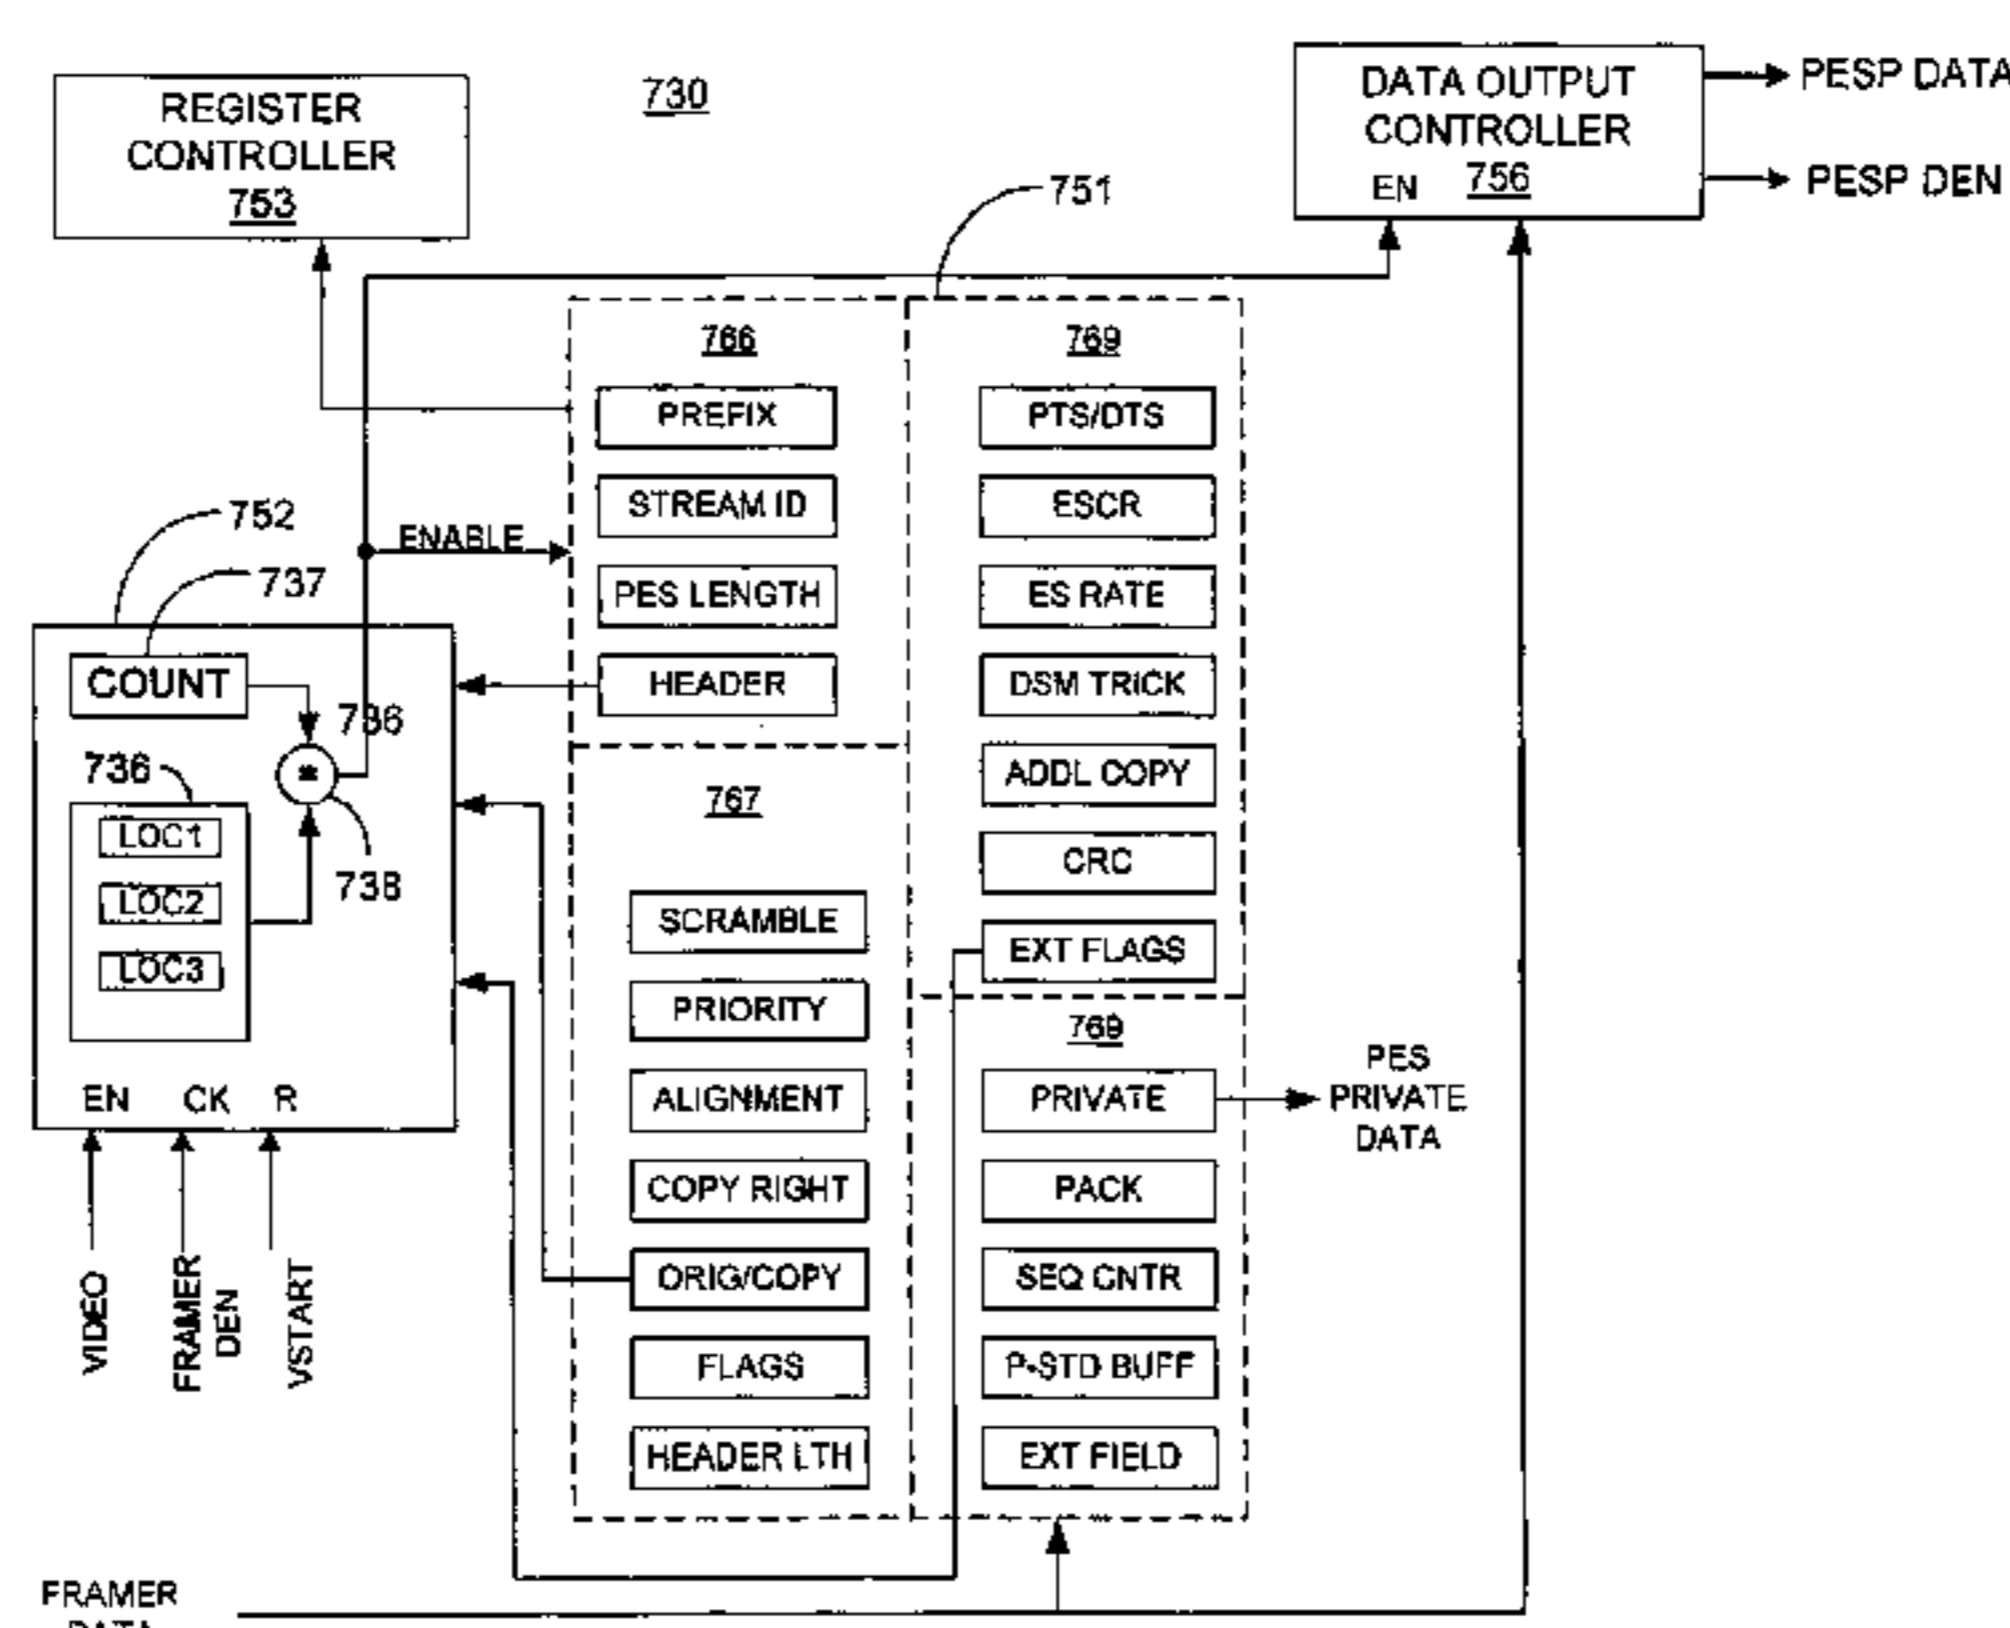 REGISTER
CONTROLLER
753
730
DATA OUTPUT
CONTROLLER
EN 756
PESP DATA
PESP DEN
751
766
PREFIX
STREAM ID
PES LENGTH
HEADER
769
PTS/DTS
ESCR
ES RATE
DSM TRICK
ADDL COPY
CRC
EXT FLAGS
ENABLE
752
737
COUNT
736
736
738
LOC1
LOC2
LOC3
EN CK R
VIDEO
FRAMER
DEN
VSTART
767
SCRAMBLE
PRIORITY
ALIGNMENT
COPY RIGHT
ORIG/COPY
FLAGS
HEADER LTH
769
PRIVATE
PACK
SEQ CNTR
P-STD BUFF
EXT FIELD
PES
PRIVATE
DATA
FRAMER